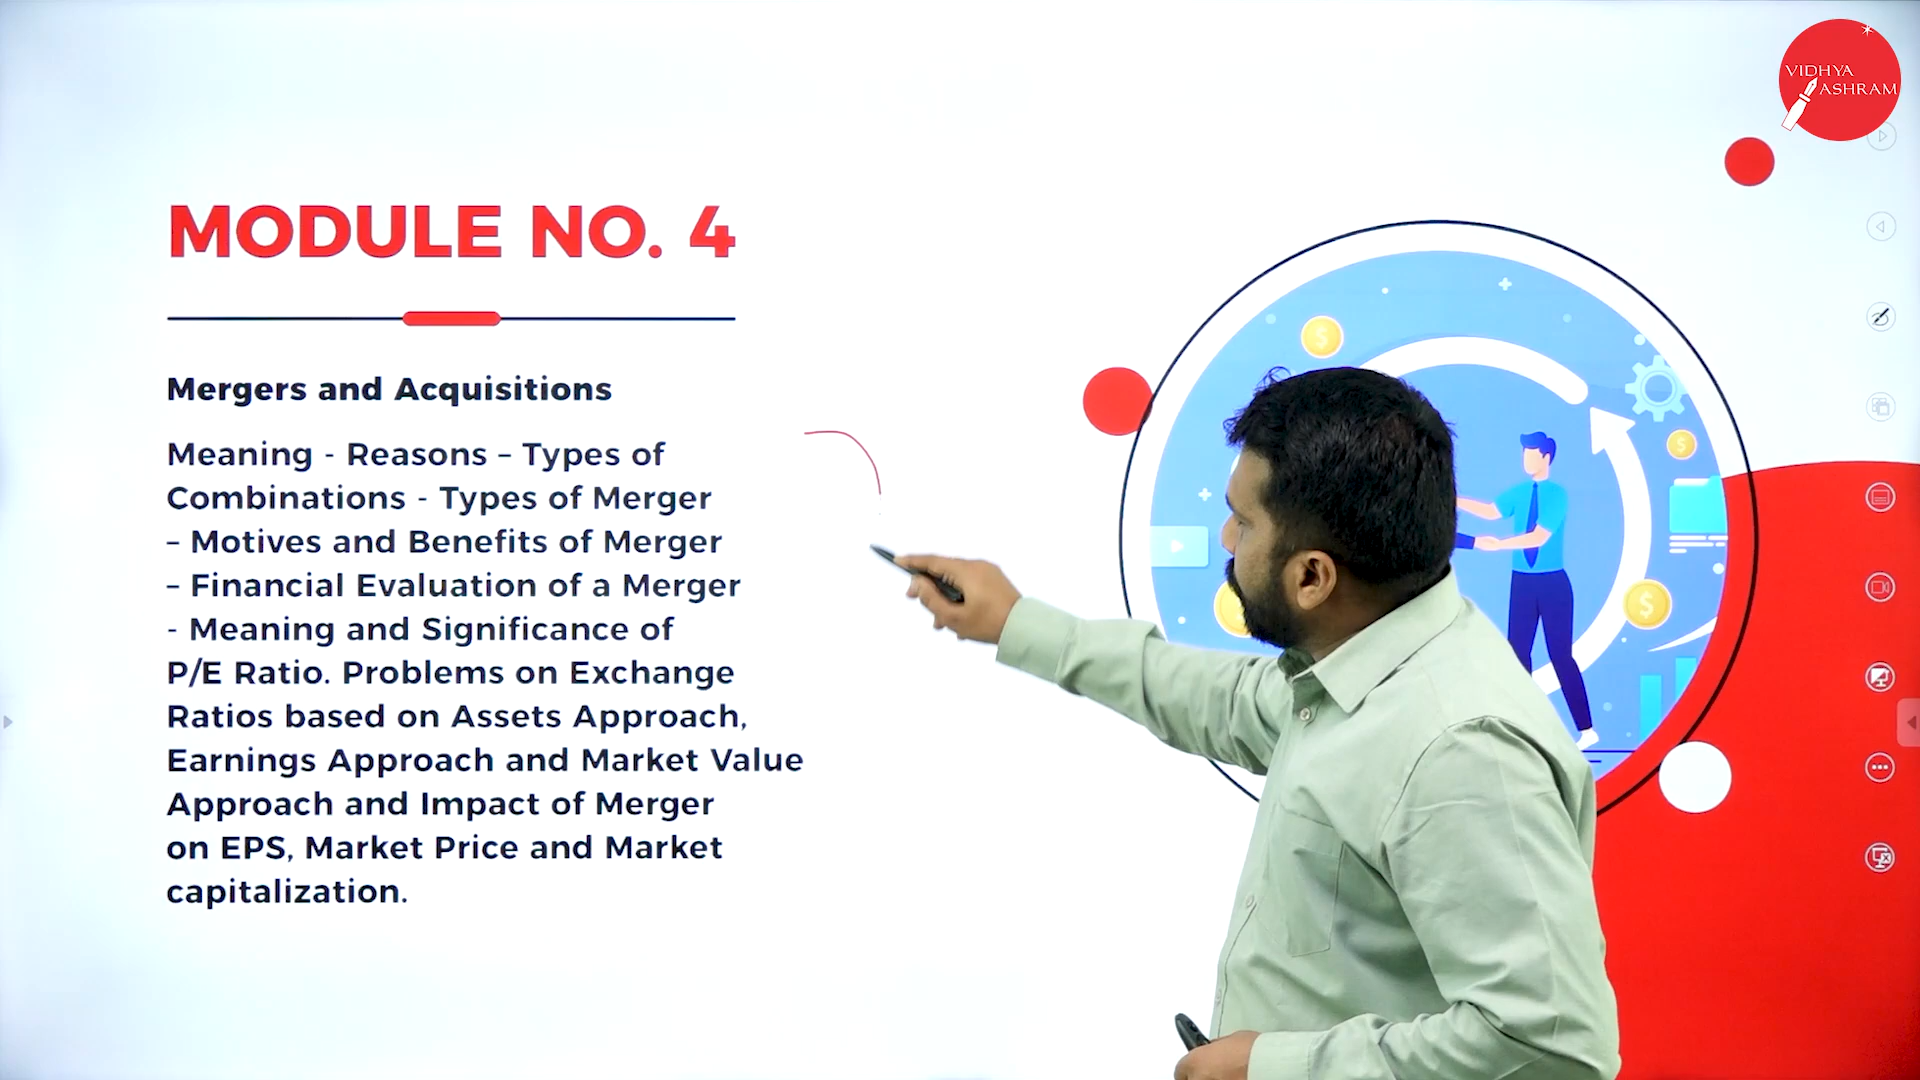 VIDHYA
ASHRAM
MODULE NO. 4
Mergers and Acquisitions
Meaning - Reasons – Types of
Combinations - Types of Merger
– Motives and Benefits of Merger
– Financial Evaluation of a Merger
- Meaning and Significance of
P/E Ratio. Problems on Exchange
Ratios based on Assets Approach,
Earnings Approach and Market Value
Approach and Impact of Merger
on EPS, Market Price and Market
capitalization.